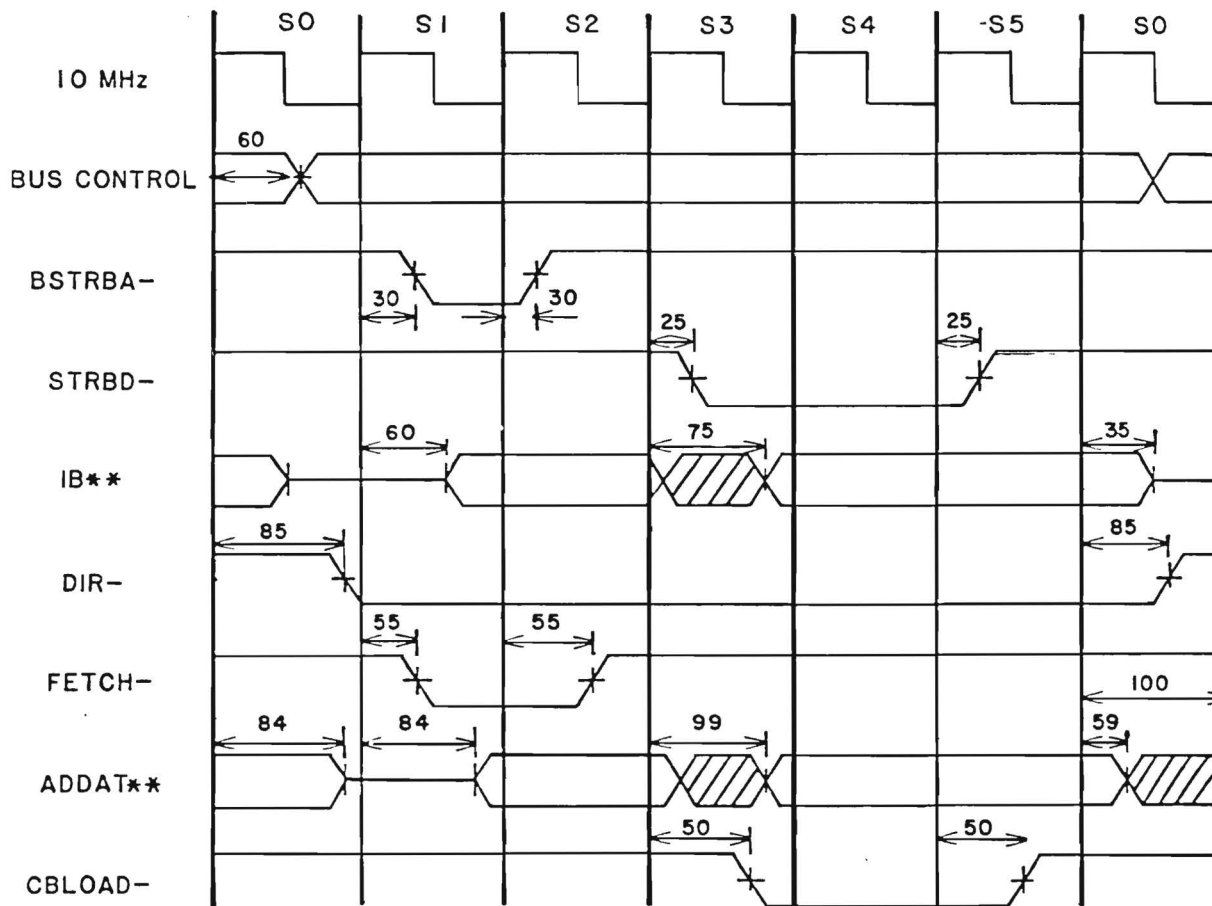 S0 S1 S2 S3 S4 -S5 S0
10 MHz
60
BUS CONTROL
BSTRBA-
30 30
25 25
STRBD-
60 75 35
IB**
85 85
DIR-
55 55
FETCH-
100
84 84 99 59
ADDAT**
50 50
CBLOAD-